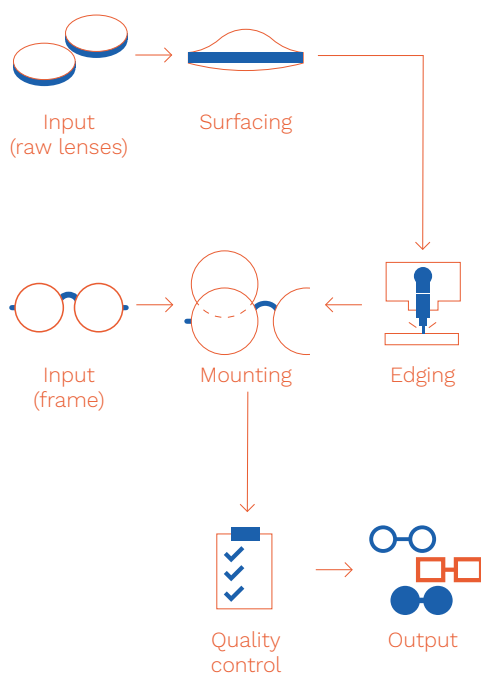 Input
(raw lenses)
Surfacing
Input
(frame)
Mounting
Edging
Quality
control
Output